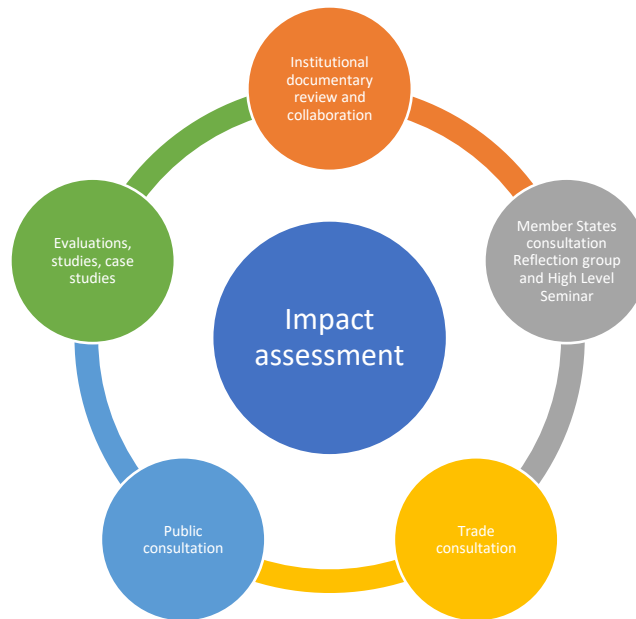 Institutional
documentary
review and
collaboration
Member States
consultation
Reflection group
and High Level
Seminar
Trade
consultation
Public
consultation
Evaluations,
studies, case
studies
Impact
assessment